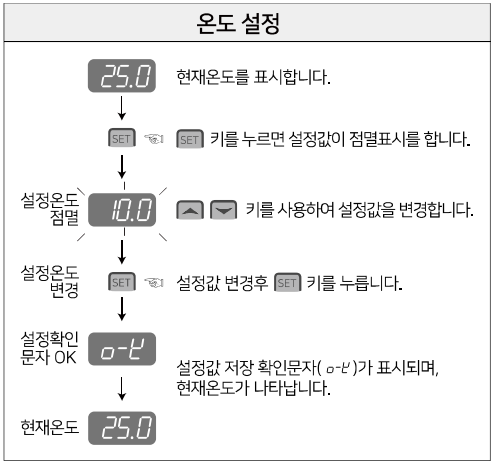 온도 설정
25.0 현재온도를 표시합니다.
SET SET 키를 누르면 설정값이 점멸표시를 합니다.
설정온도
점멸 10.0 키를 사용하여 설정값을 변경합니다.
설정온도
변경 SET 설정값 변경후 SET 키를 누릅니다.
설정확인
문자 OK o-k
설정값 저장 확인문자( o-k )가 표시되며,
현재온도가 나타납니다.
현재온도 25.0